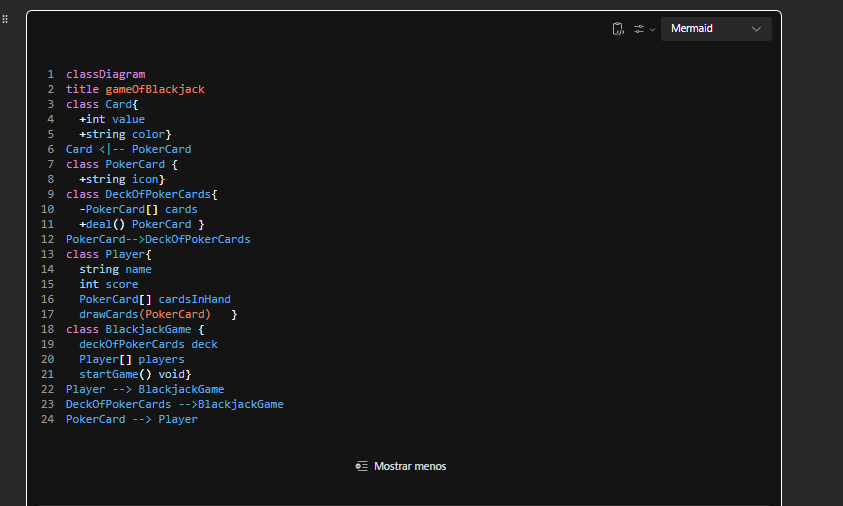 Mermaid
1 classDiagram
2 title gameOfBlackjack
3 class Card{
4 +int value
5 +string color}
6 Card <|-- PokerCard
7 class PokerCard {
8 +string icon}
9 class DeckOfPokerCards{
10 -PokerCard[] cards
11 +deal() PokerCard }
12 PokerCard-->DeckOfPokerCards
13 class Player{
14 string name
15 int score
16 PokerCard[] cardsInHand
17 drawCards(PokerCard) }
18 class BlackjackGame {
19 deckOfPokerCards deck
20 Player[] players
21 startGame() void}
22 Player --> BlackjackGame
23 DeckOfPokerCards -->BlackjackGame
24 PokerCard --> Player
Mostrar menos